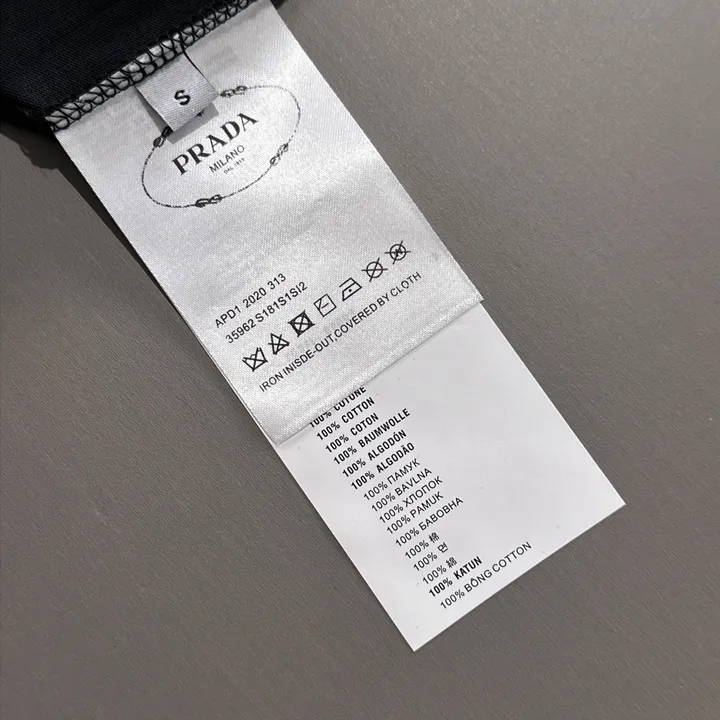 S
PRADA
MILANO
DAL 1913
APD1 2020 313
35962 S181S1SI2
IRON INISDE-OUT,COVERED BY CLOTH
100% COTONE
100% COTTON
100% COTON
100% BAUMWOLLE
100% ALGODÓN
100% ALGODÃO
100% ПАМУК
100% BAVLNA
100% ХЛОПОК
100% PAMUK
100% БАВОВНА
100% 棉
100% 면
100% 綿
100% KATUN
100% BÔNG COTTON